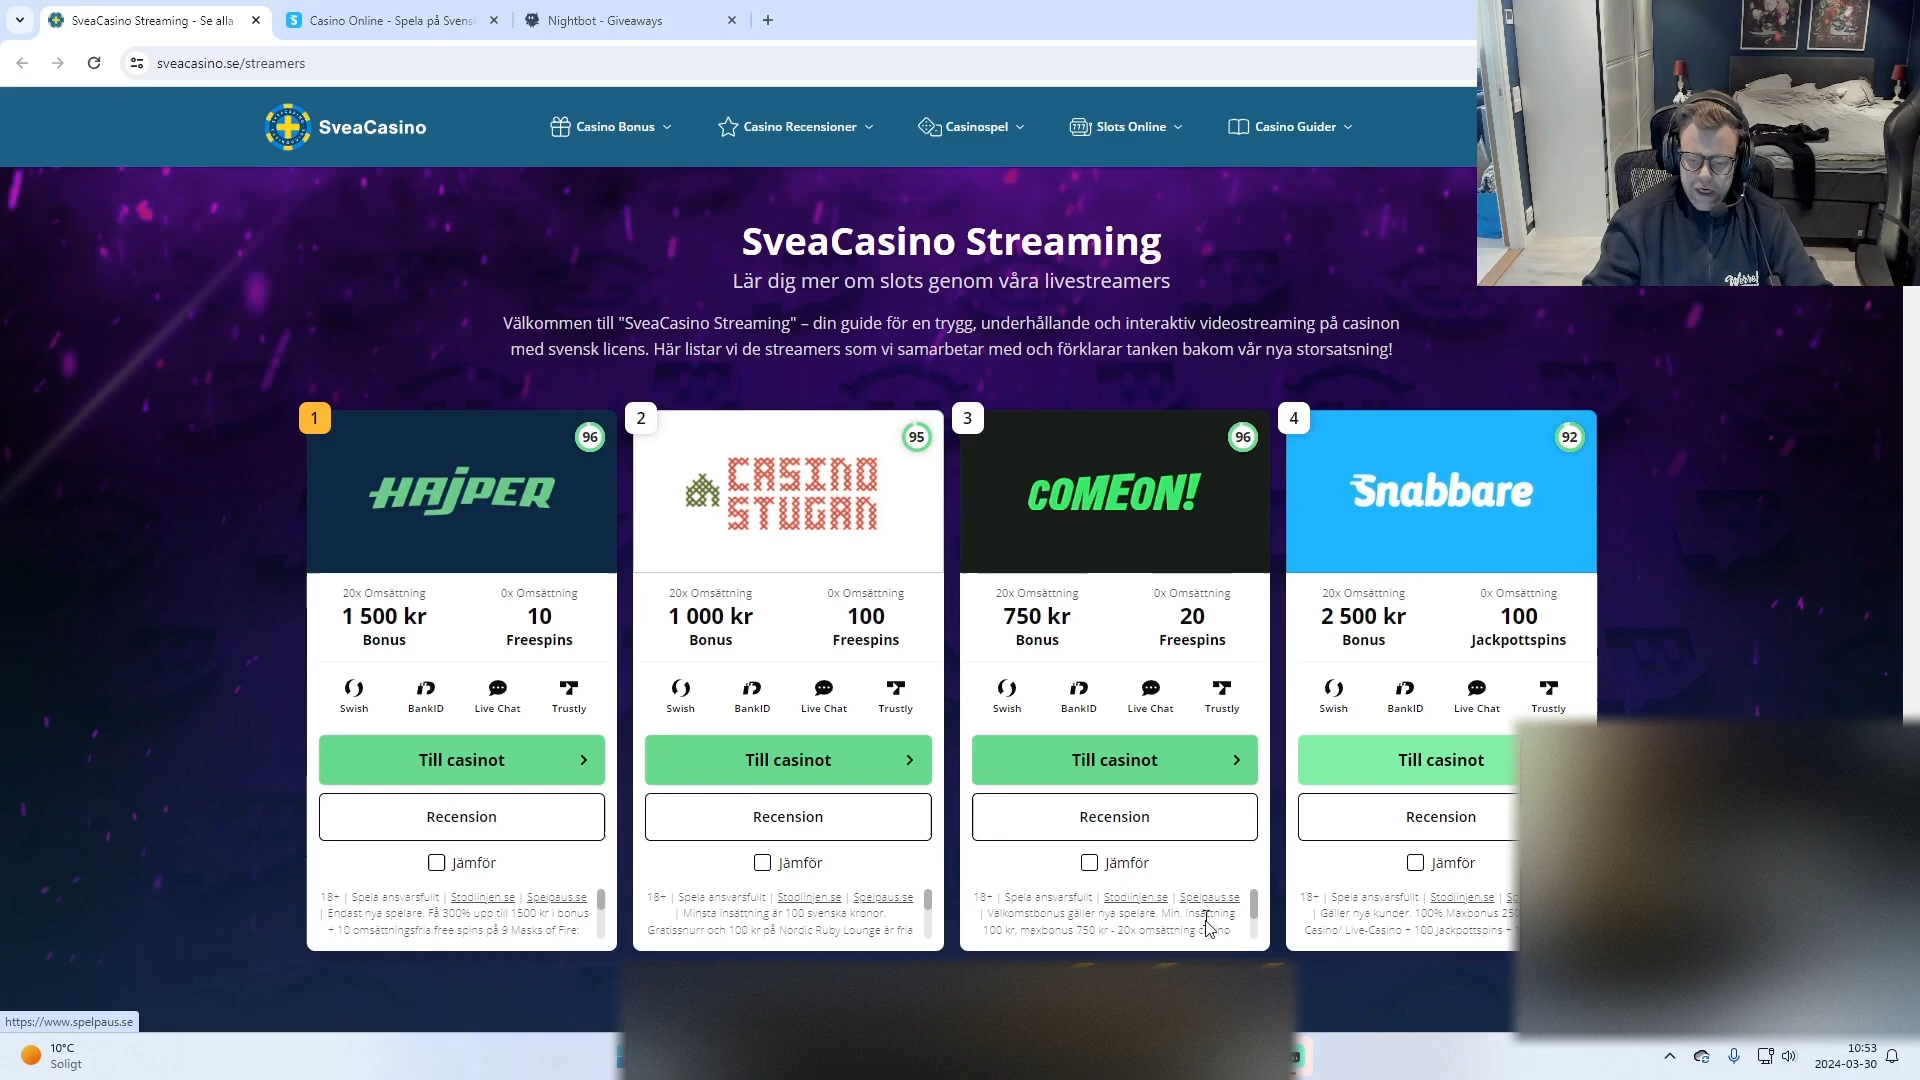 SveaCasino Streaming - Se alla
Casino Online - Spela på Svensk
Nightbot - Giveaways
sveacasino.se/streamers
SveaCasino
Casino Bonus
Casino Recensioner
Casinospel
Slots Online
Casino Guider
SveaCasino Streaming
Lär dig mer om slots genom våra livestreamers
Välkommen till "SveaCasino Streaming" – din guide för en trygg, underhållande och interaktiv videostreaming på casinon
med svensk licens. Här listar vi de streamers som vi samarbetar med och förklarar tanken bakom vår nya storsatsning!
1
96
HAJPER
20x Omsättning
1 500 kr
Bonus
0x Omsättning
10
Freespins
Swish
BankID
Live Chat
Trustly
Till casinot
Recension
Jämför
18+ | Spela ansvarsfullt | Stodlinjen.se | Spelpaus.se
| Endast nya spelare. Få 300% upp till 1500 kr i bonus
+ 10 omsättningsfria free spins på 9 Masks of Fire:
2
95
CASINO
STUGAN
20x Omsättning
1 000 kr
Bonus
0x Omsättning
100
Freespins
Swish
BankID
Live Chat
Trustly
Till casinot
Recension
Jämför
18+ | Spela ansvarsfullt | Stodlinjen.se | Spelpaus.se
| Minsta insättning är 100 svenska kronor.
Gratissnurr och 100 kr på Nordic Ruby Lounge är fria
3
96
COMEON!
20x Omsättning
750 kr
Bonus
0x Omsättning
20
Freespins
Swish
BankID
Live Chat
Trustly
Till casinot
Recension
Jämför
18+ | Spela ansvarsfullt | Stodlinjen.se | Spelpaus.se
| Välkomstbonus gäller nya spelare. Min. insättning
100 kr, maxbonus 750 kr - 20x omsättning casino
4
92
Snabbare
20x Omsättning
2 500 kr
Bonus
0x Omsättning
100
Jackpottspins
Swish
BankID
Live Chat
Trustly
Till casinot
Recension
Jämför
18+ | Spela ansvarsfullt | Stodlinjen.se | Sp
| Gäller nya kunder. 100% Maxbonus 250
Casino/ Live-Casino + 100 Jackpottspins +
https://www.spelpaus.se
10°C
Soligt
10:53
2024-03-30